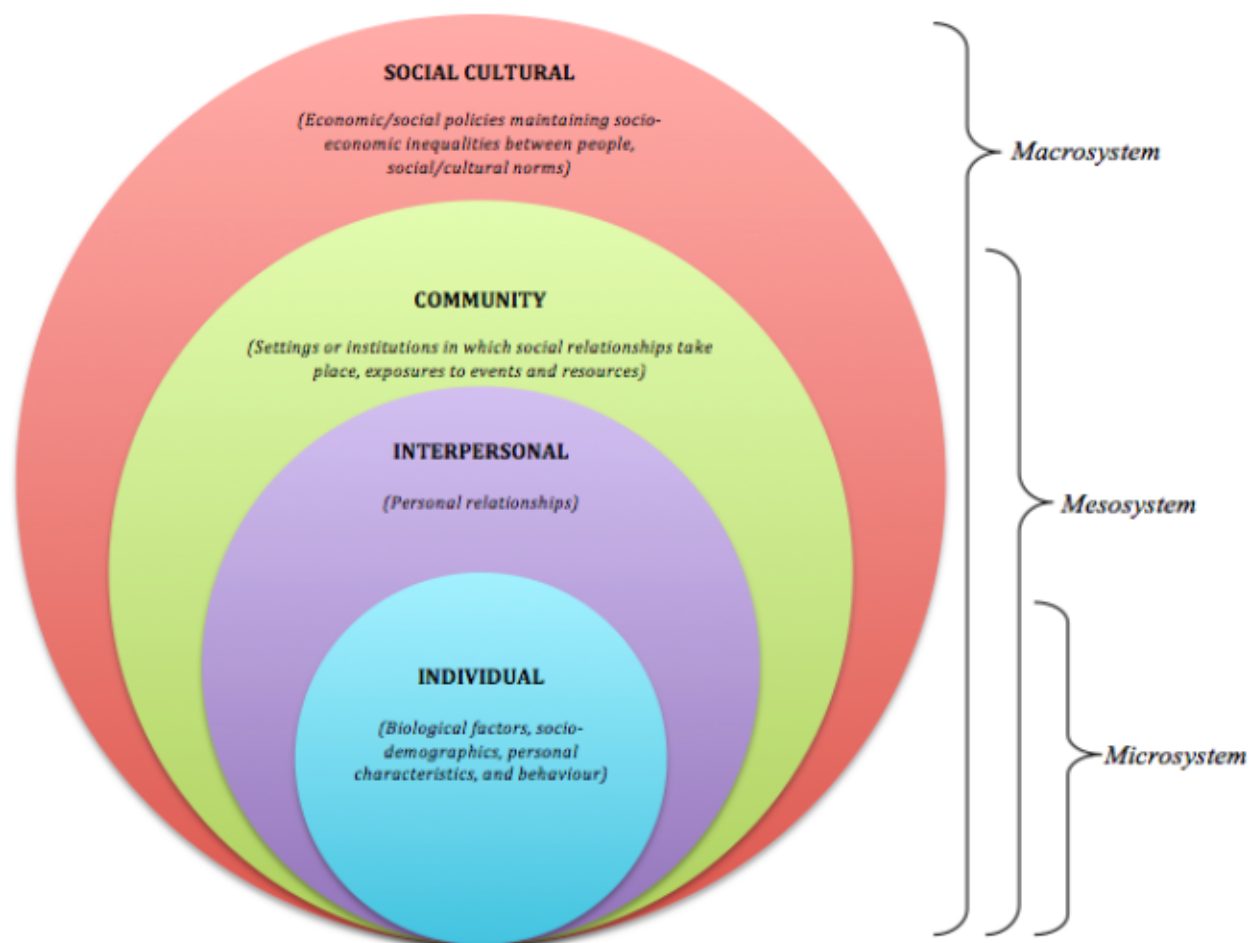 SOCIAL CULTURAL
(Economic/social policies maintaining socio-
economic inequalities between people,
social/cultural norms)
Macrosystem
COMMUNITY
(Settings or institutions in which social relationships take
place, exposures to events and resources)
INTERPERSONAL
(Personal relationships)
Mesosystem
INDIVIDUAL
(Biological factors, socio-
demographics, personal
characteristics, and behaviour)
Microsystem